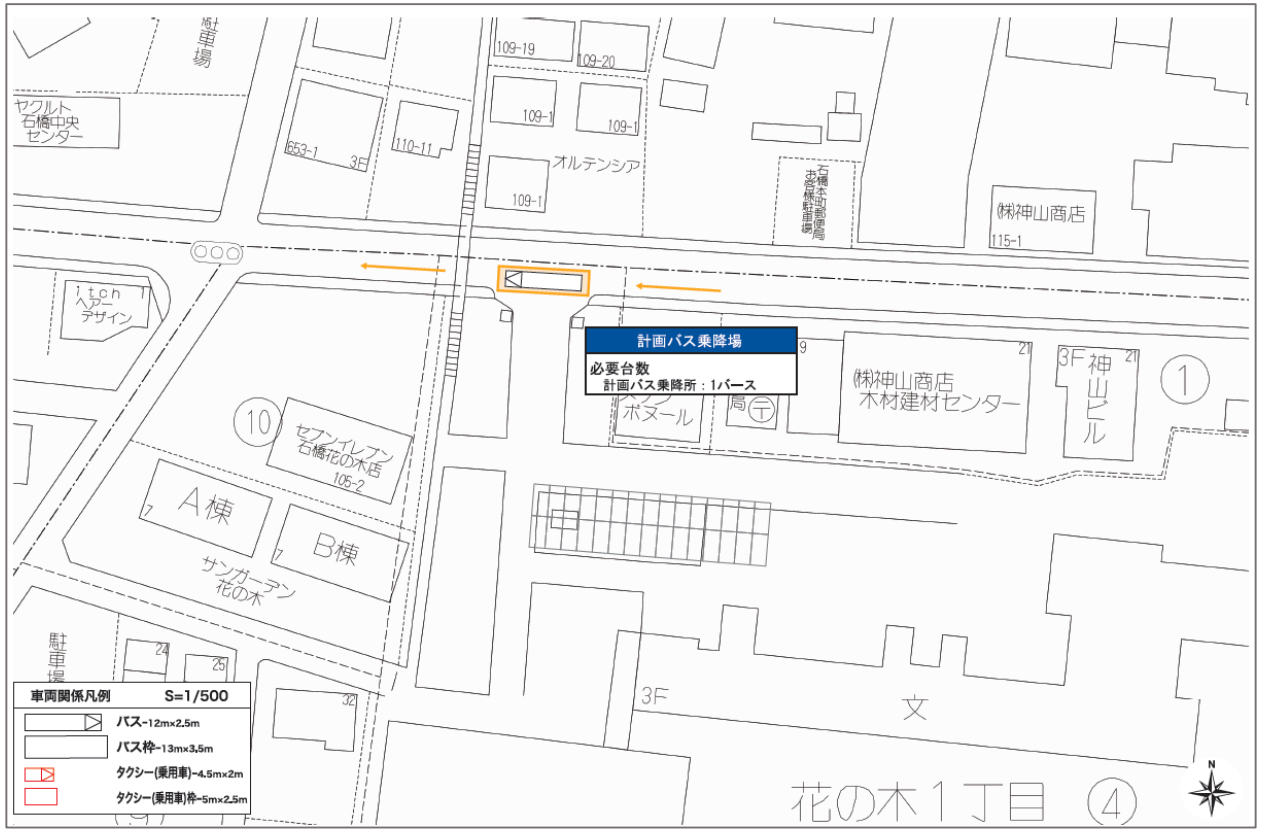 駐車場
109-19
109-20
ヤクルト
石橋中央
センター
653-1
3F
110-11
109-1
109-1
オルテンシア
109-1
石橋本町郵便局
お客様駐車場
㈱神山商店
115-1
1tch
ヘアー
デザイン
1
計画バス乗降場
必要台数
計画バス乗降所：1バース
ボヌール
局
〒
9
㈱神山商店
木材建材センター
21
3F
神山ビル
21
1
10
セブンイレブン
石橋花の木店
105-2
A棟
7
B棟
7
サンガーデン
花の木
駐車場
24
25
32
3F
文
花の木1丁目
4
車両関係凡例 S=1/500
バス-12m×2.5m
バス枠-13m×3.5m
タクシー(乗用車)-4.5m×2m
タクシー(乗用車)枠-5m×2.5m
N